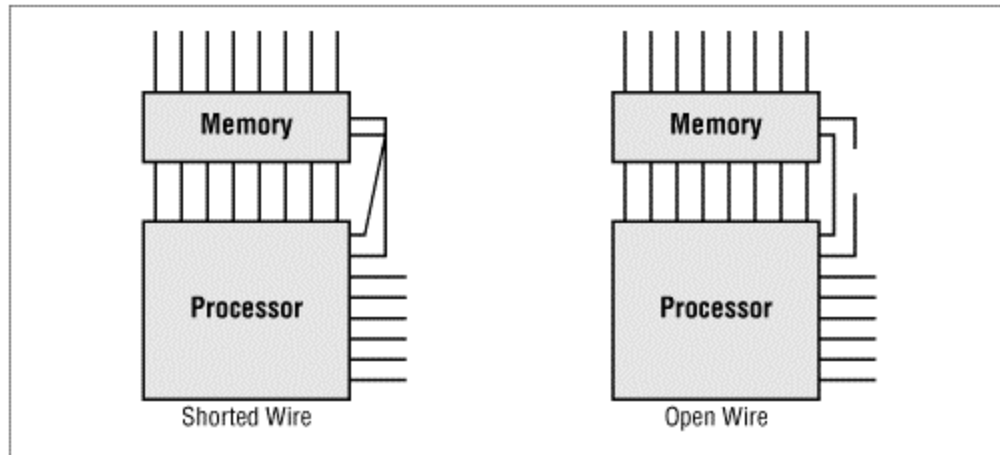 Memory
Memory
Processor
Processor
Shorted Wire
Open Wire